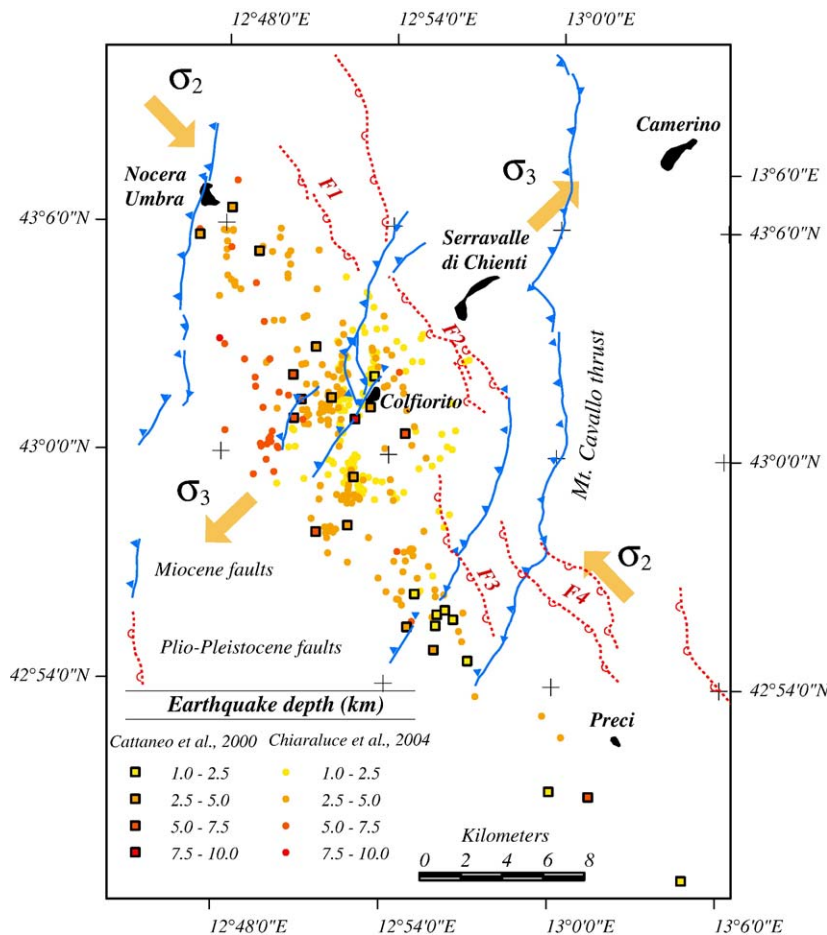 12°48'0"E 12°54'0"E 13°0'0"E
σ2
Camerino
Nocera
Umbra
F1
σ3
13°6'0"E
43°6'0"N
43°6'0"N
Serravalle
di Chienti
F2
Colfiorito
Mt. Cavallo thrust
43°0'0"N
43°0'0"N
σ3
σ2
Miocene faults
F3
F4
Plio-Pleistocene faults
42°54'0"N
42°54'0"N
Earthquake depth (km)
Preci
Cattaneo et al., 2000 Chiaraluce et al., 2004
1.0 - 2.5 1.0 - 2.5
2.5 - 5.0 2.5 - 5.0
5.0 - 7.5 5.0 - 7.5
7.5 - 10.0 7.5 - 10.0
Kilometers
0 2 4 6 8
12°48'0"E 12°54'0"E 13°0'0"E 13°6'0"E